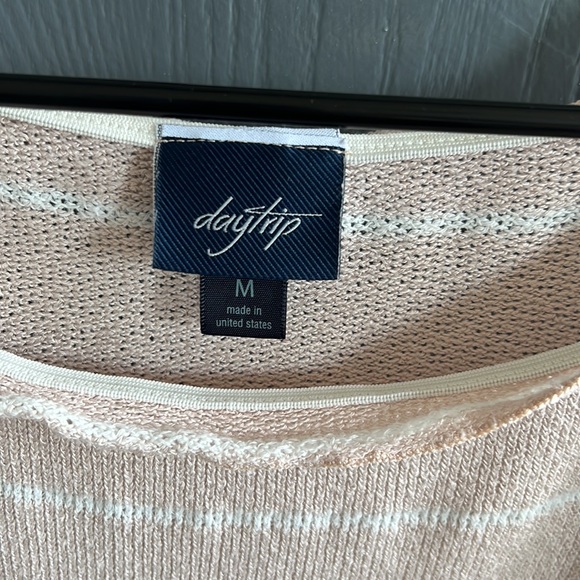 daytrip
M
made in
united states